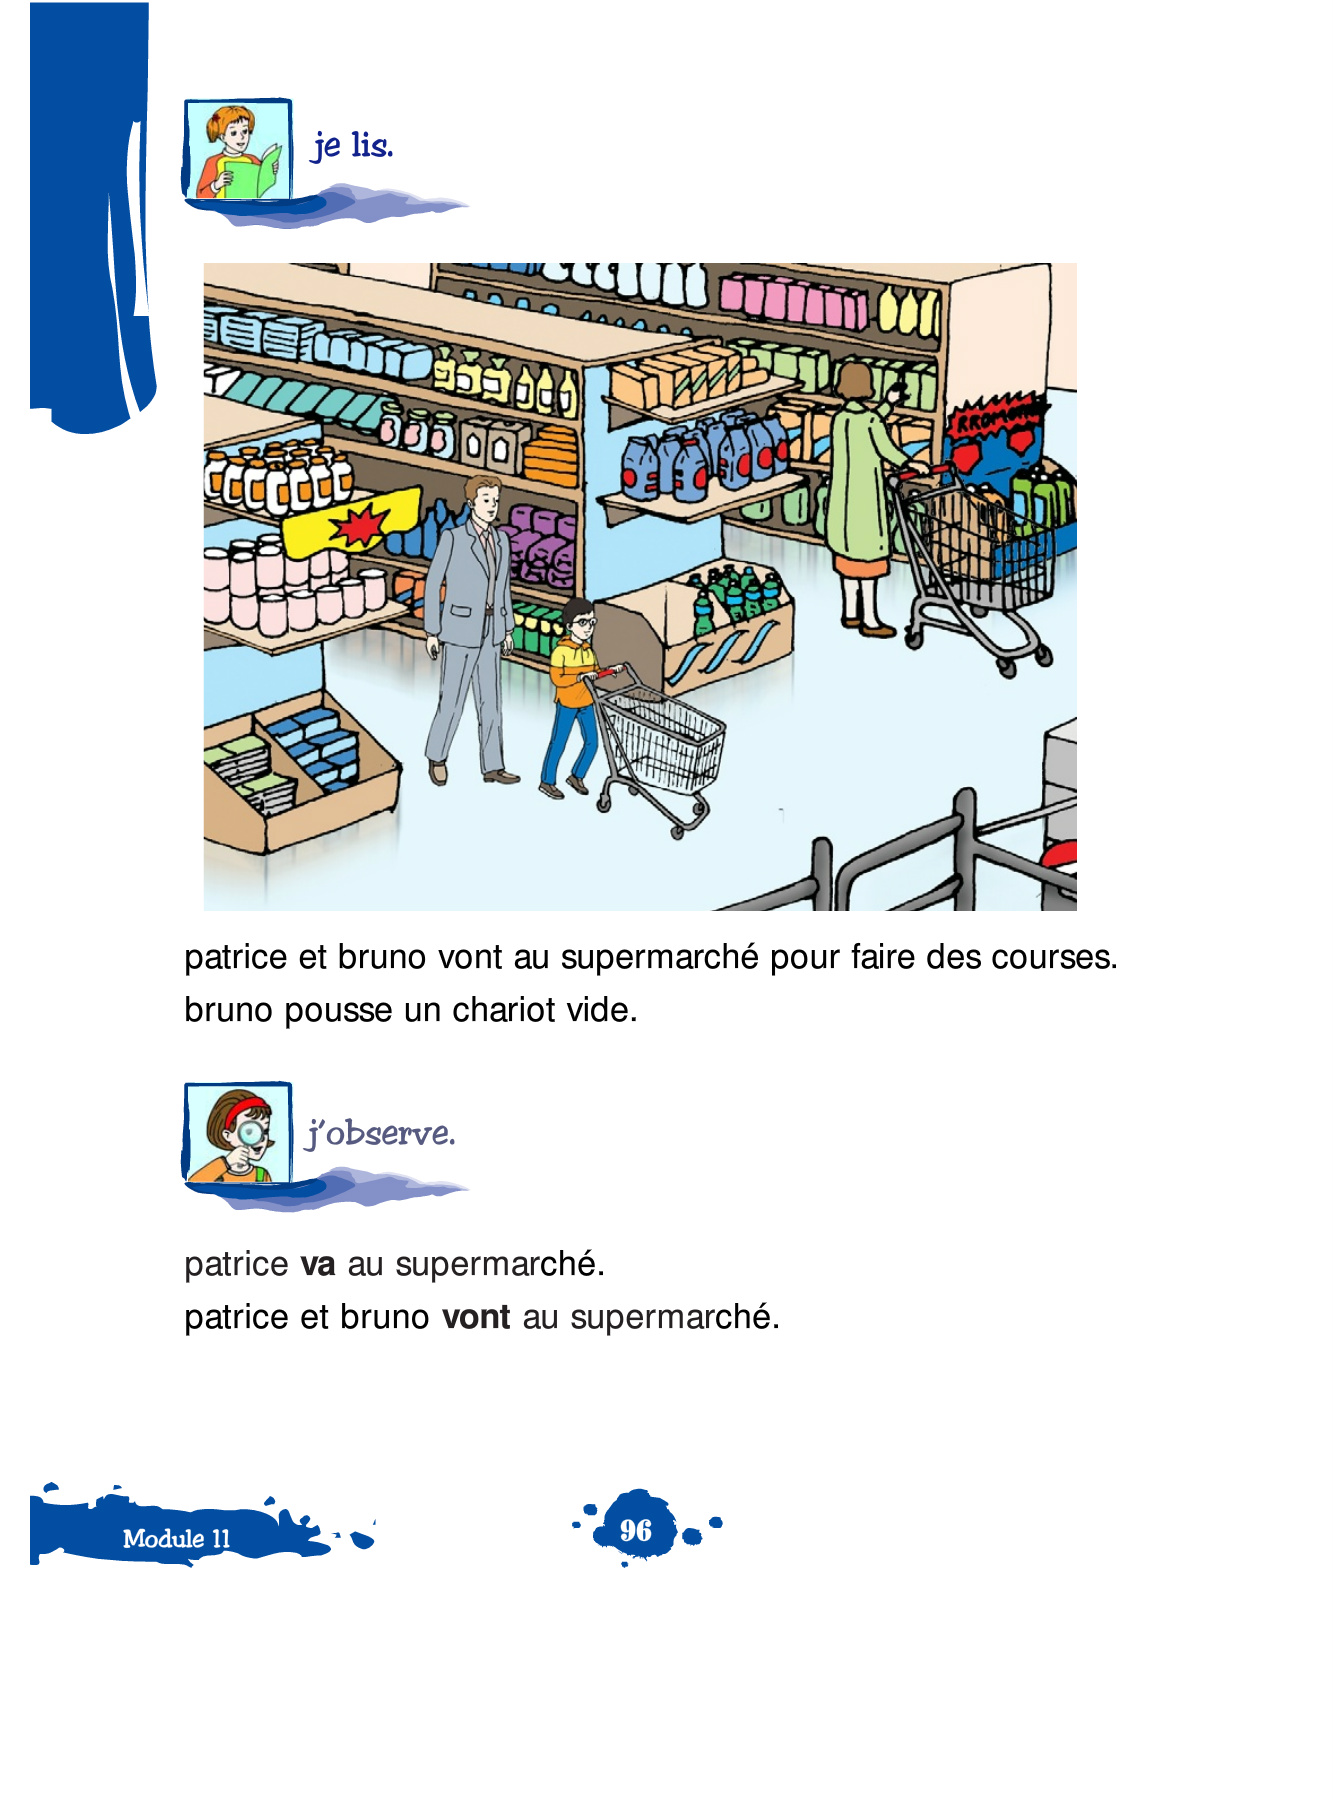 je lis.
patrice et bruno vont au supermarché pour faire des courses.
bruno pousse un chariot vide.
j'observe.
patrice va au supermarché.
patrice et bruno vont au supermarché.
Module 11
96